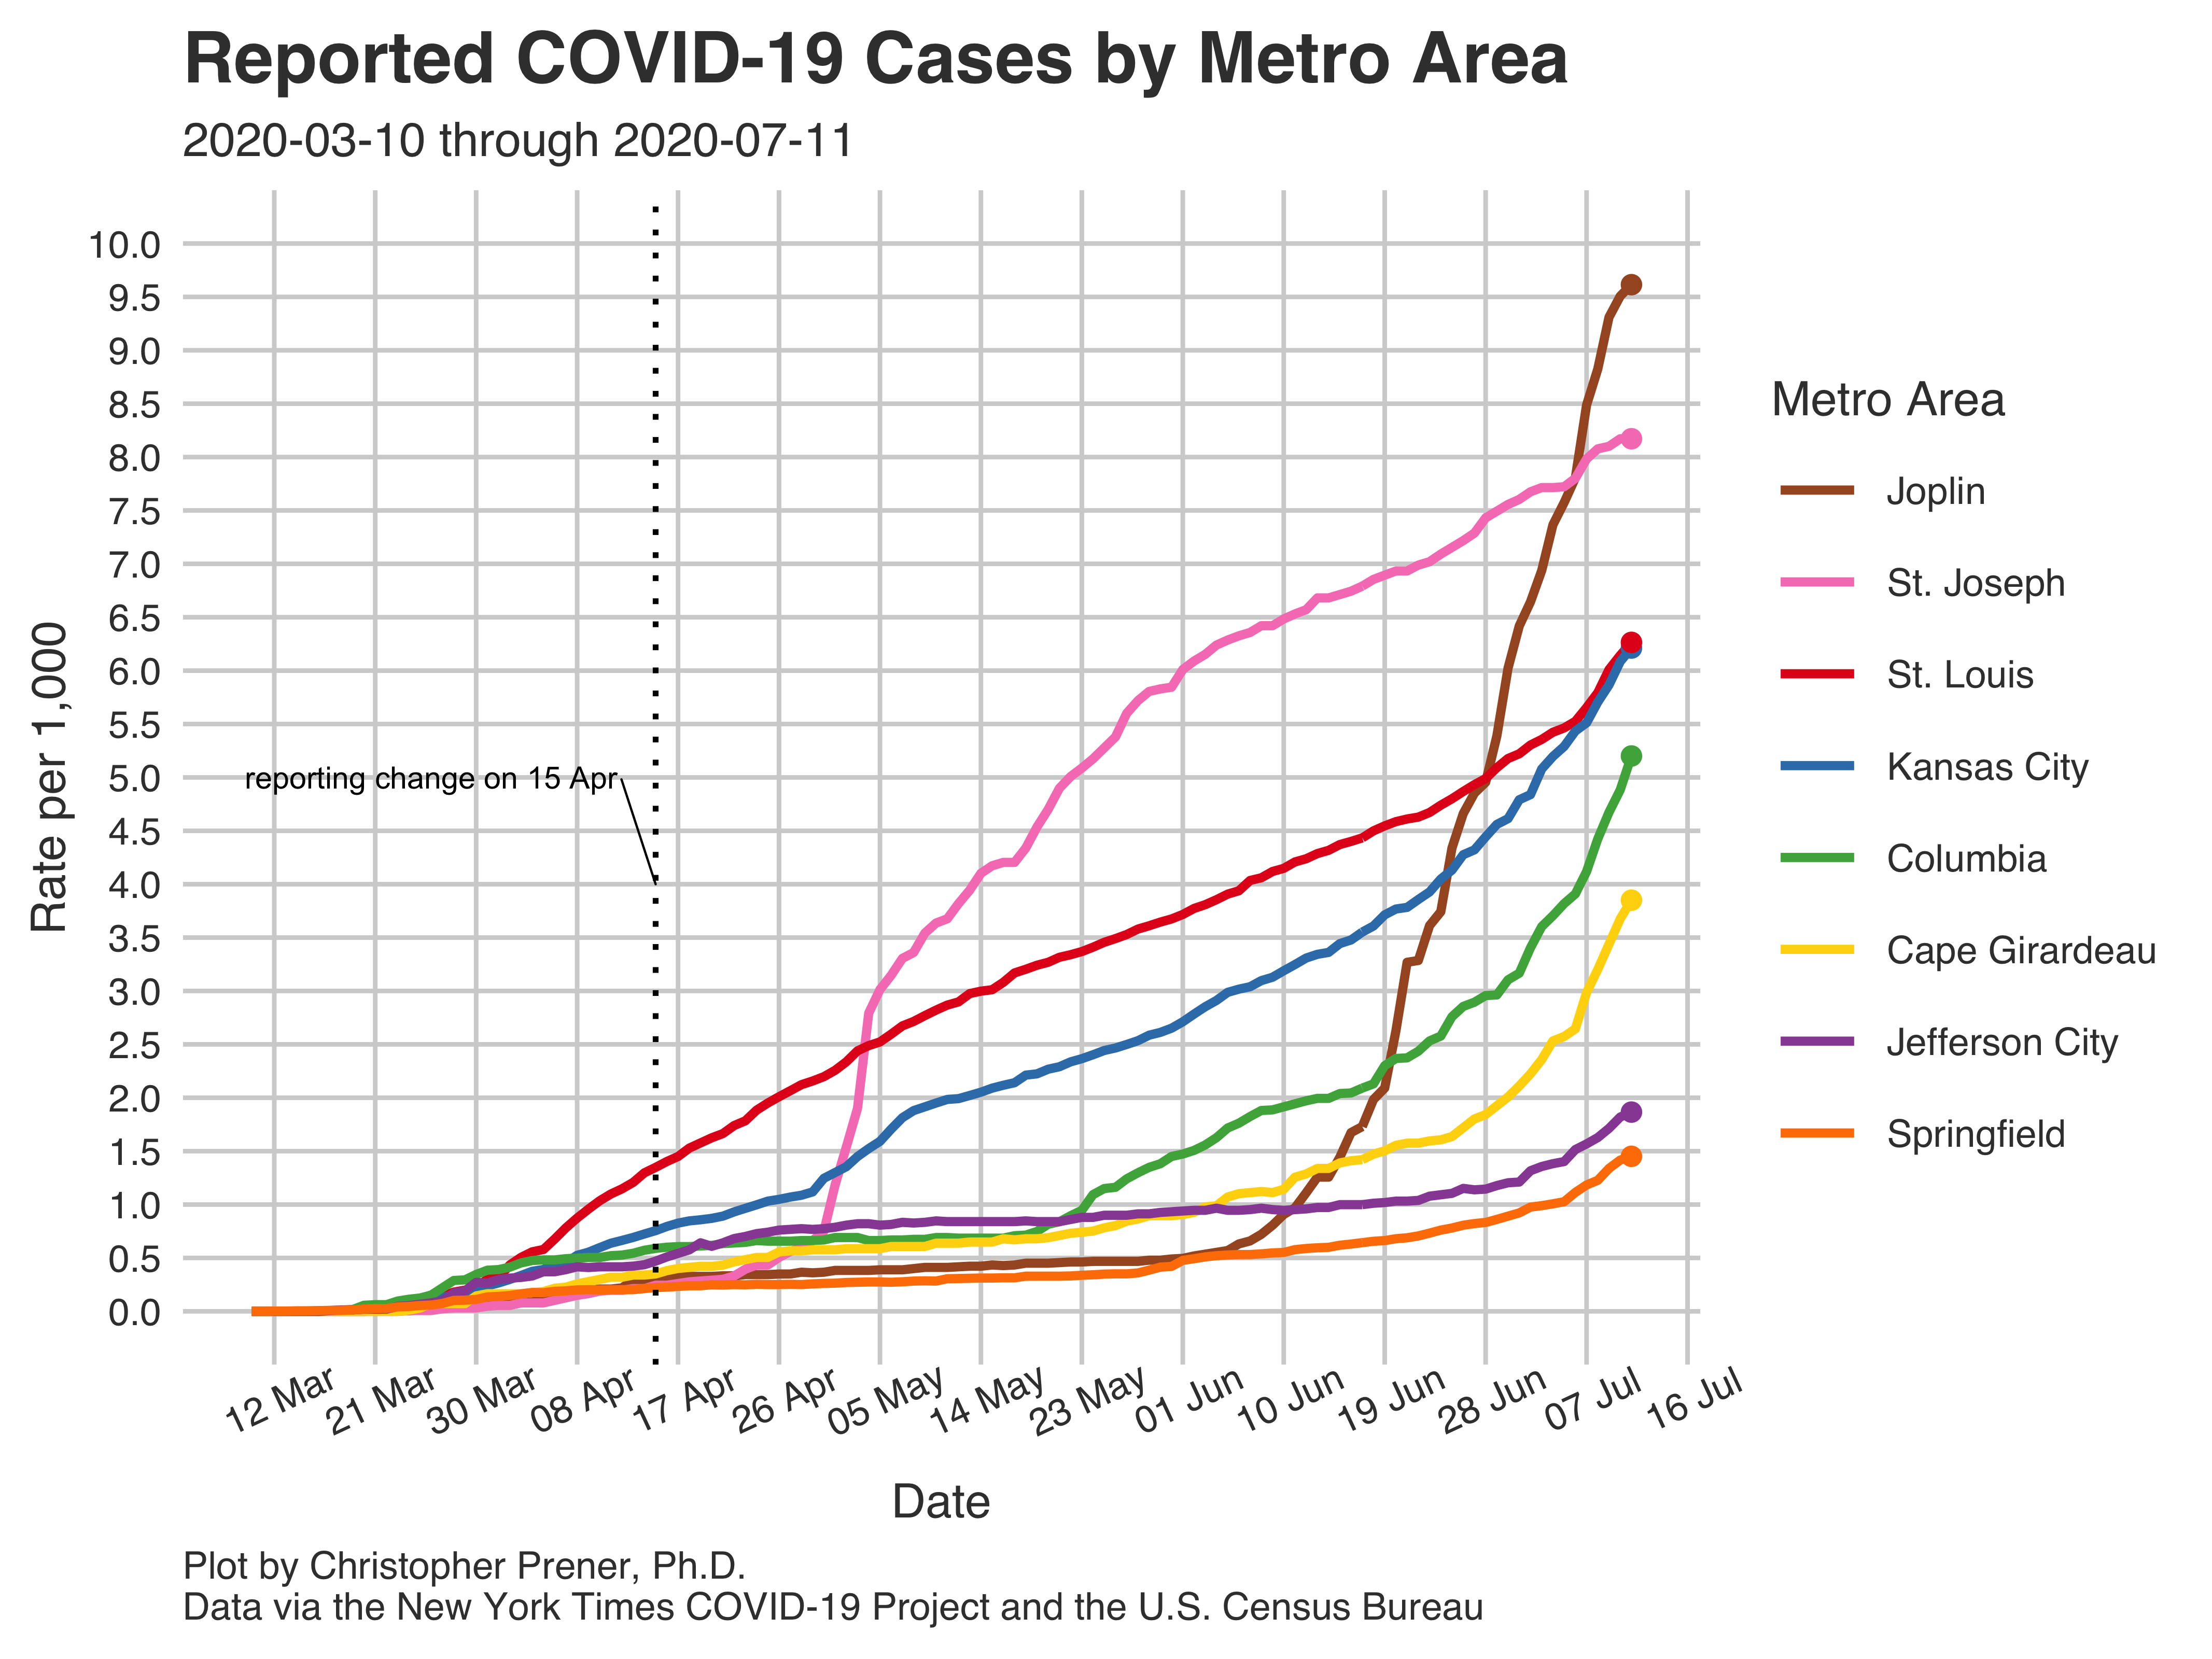 Reported COVID-19 Cases by Metro Area
2020-03-10 through 2020-07-11
Rate per 1,000
10.0
9.5
9.0
8.5
8.0
7.5
7.0
6.5
6.0
5.5
5.0
4.5
4.0
3.5
3.0
2.5
2.0
1.5
1.0
0.5
0.0
reporting change on 15 Apr
12 Mar
21 Mar
30 Mar
08 Apr
17 Apr
26 Apr
05 May
14 May
23 May
01 Jun
10 Jun
19 Jun
28 Jun
07 Jul
16 Jul
Date
Metro Area
Joplin
St. Joseph
St. Louis
Kansas City
Columbia
Cape Girardeau
Jefferson City
Springfield
Plot by Christopher Prener, Ph.D.
Data via the New York Times COVID-19 Project and the U.S. Census Bureau